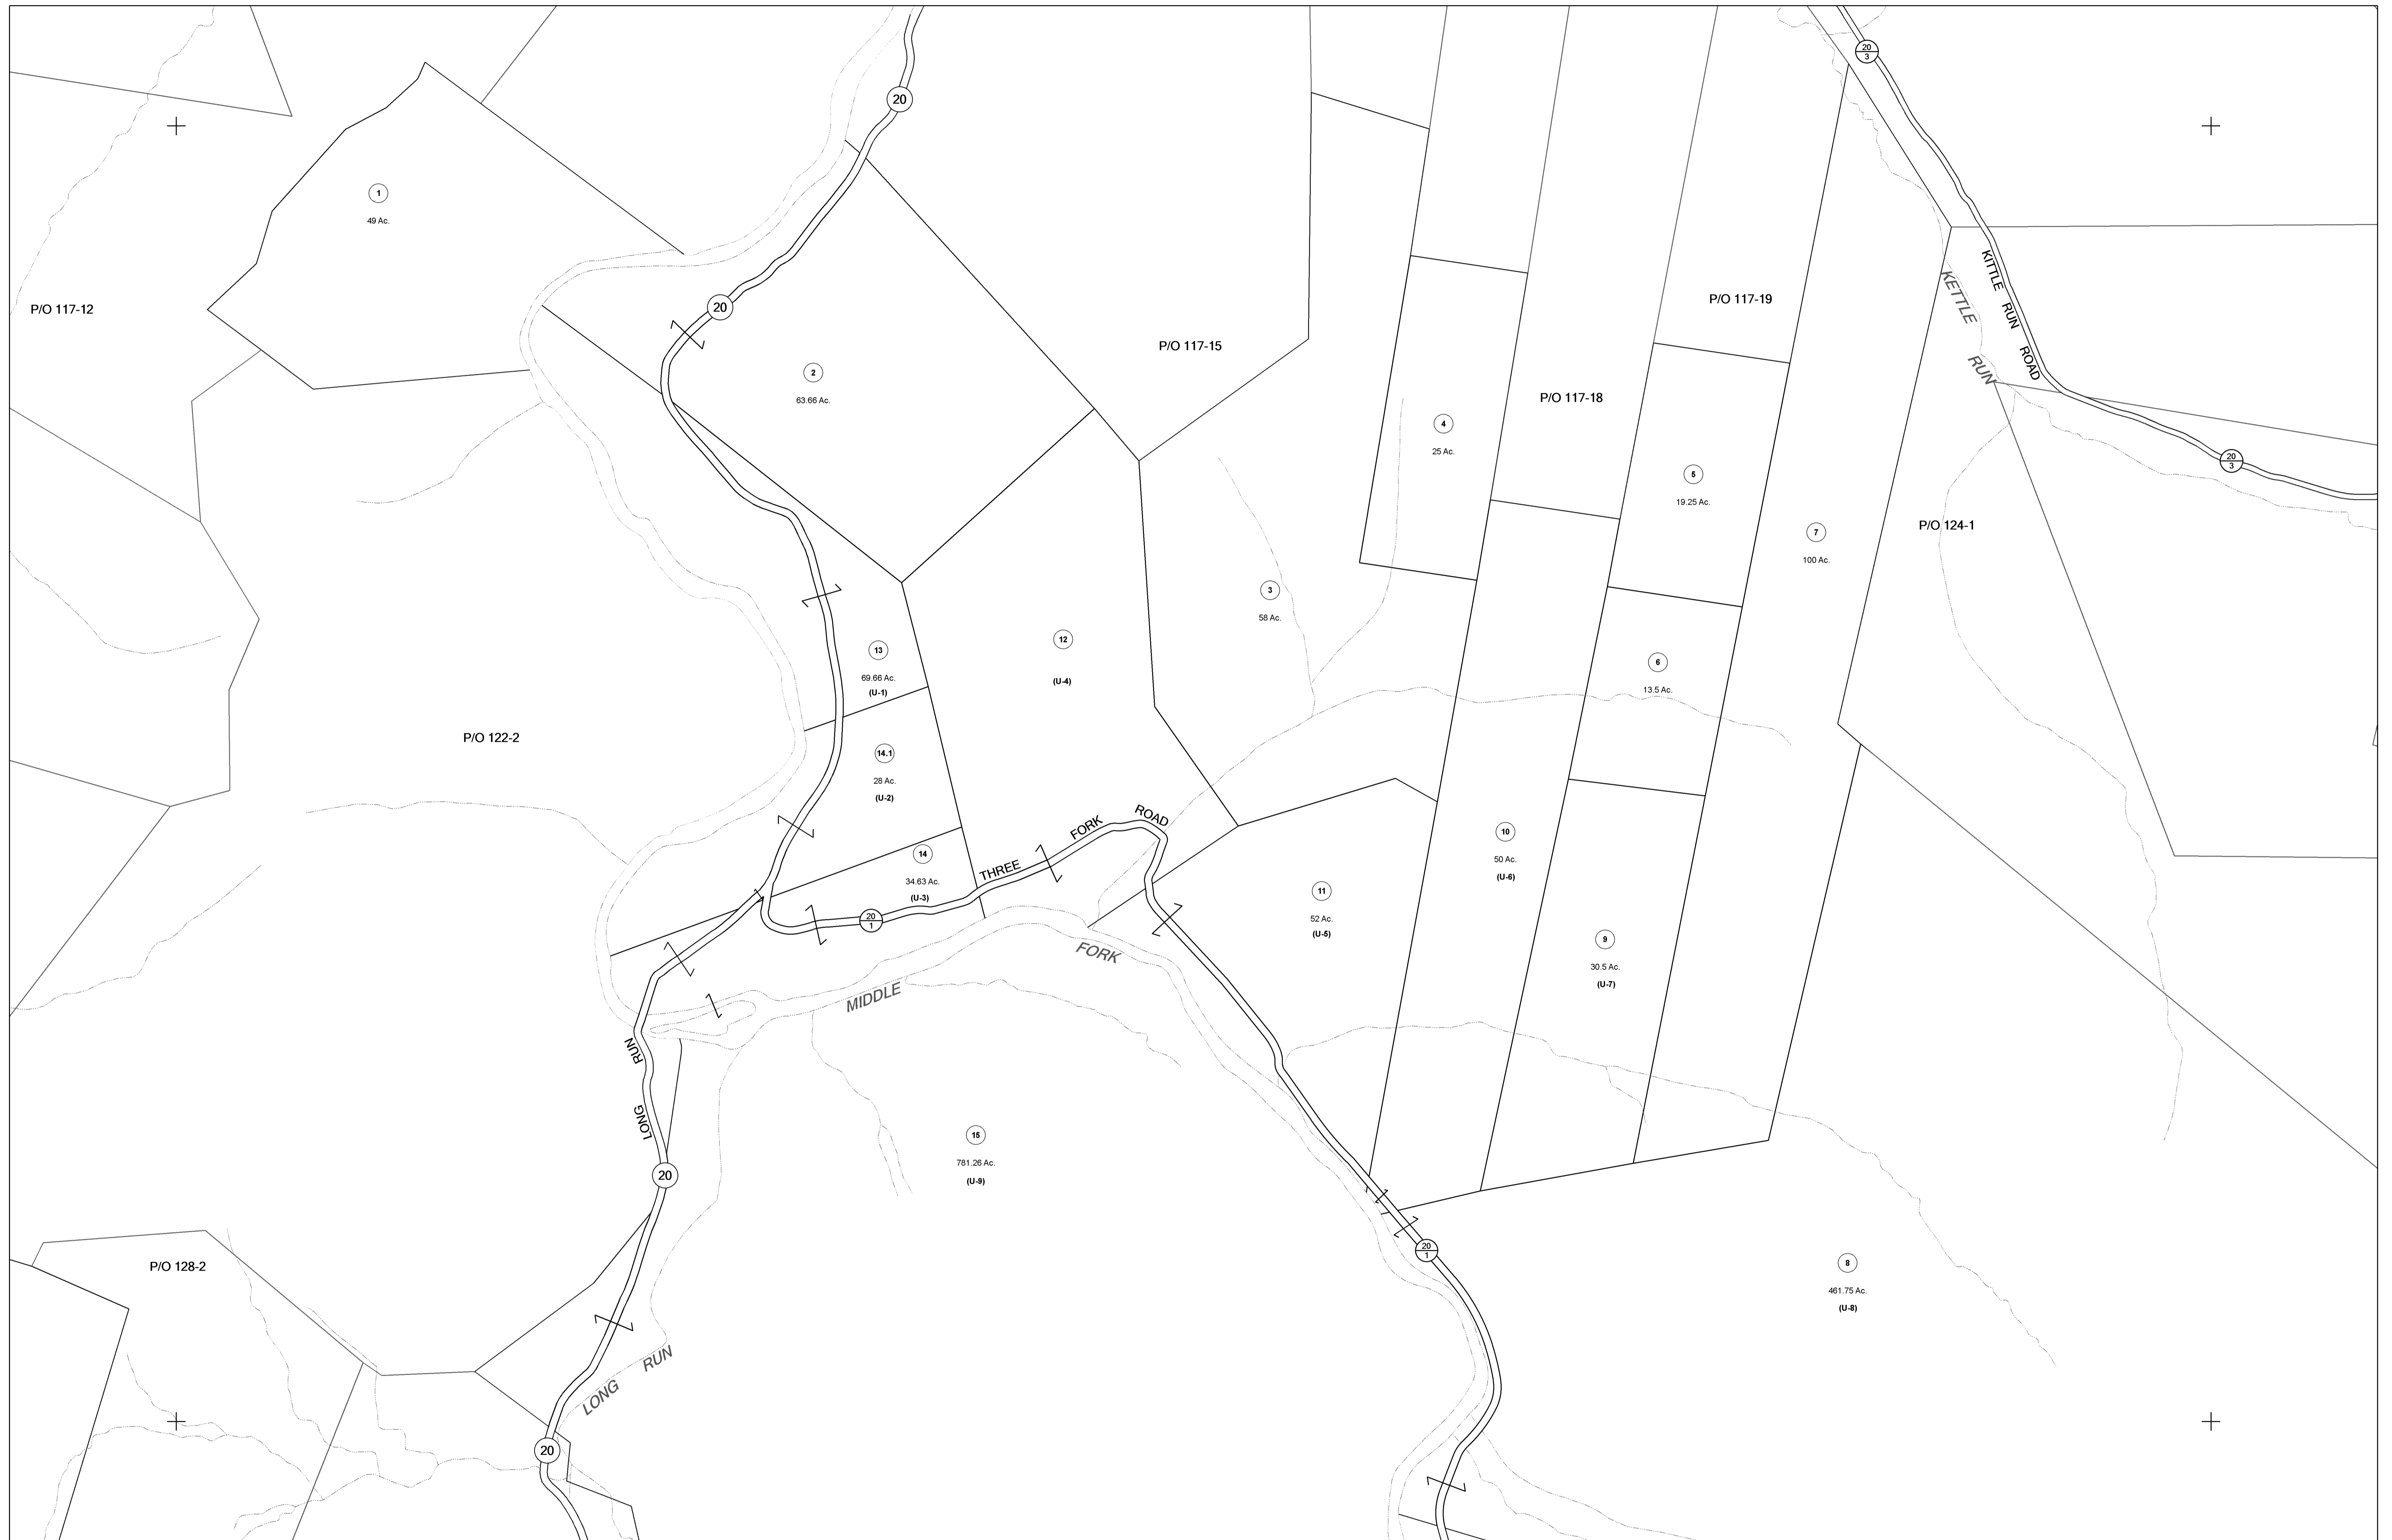 20
3
20
1
49 Ac.
KITTLE RUN ROAD
KETTLE RUN
P/O 117-19
P/O 117-12
20
P/O 117-15
2
63.66 Ac.
P/O 117-18
4
25 Ac.
20
3
5
19.25 Ac.
P/O 124-1
7
100 Ac.
3
58 Ac.
12
(U-4)
13
69.66 Ac.
(U-1)
6
13.5 Ac.
P/O 122-2
14.1
28 Ac.
(U-2)
THREE FORK ROAD
10
50 Ac.
(U-6)
14
34.63 Ac.
(U-3)
20
1
11
52 Ac.
(U-5)
9
30.5 Ac.
(U-7)
MIDDLE FORK
LONG RUN
15
781.26 Ac.
(U-9)
20
20
1
P/O 128-2
8
461.75 Ac.
(U-8)
LONG RUN
20